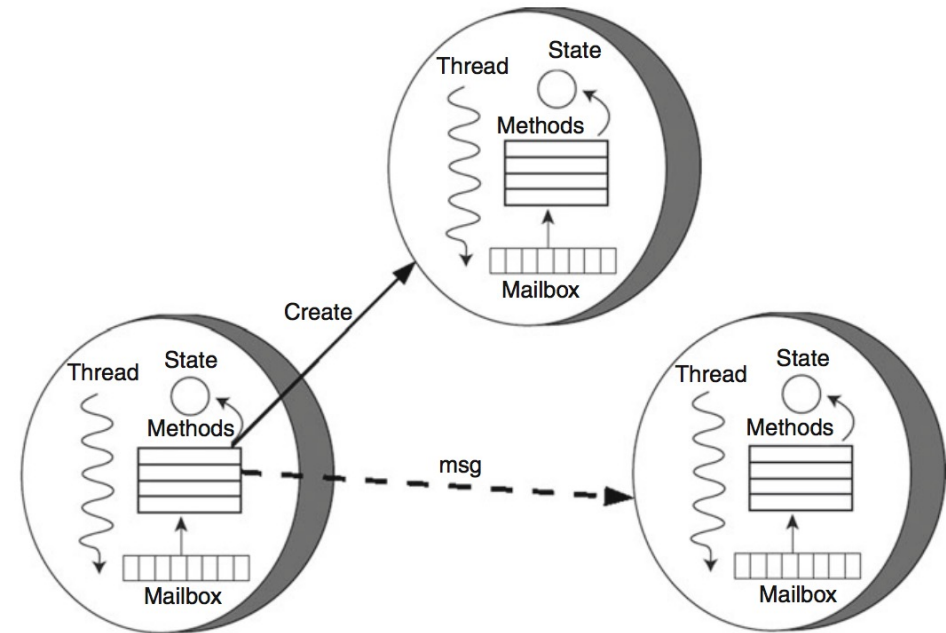 State
Thread
Methods
Mailbox
Create
State
Thread
Methods
Mailbox
msg
State
Thread
Methods
Mailbox